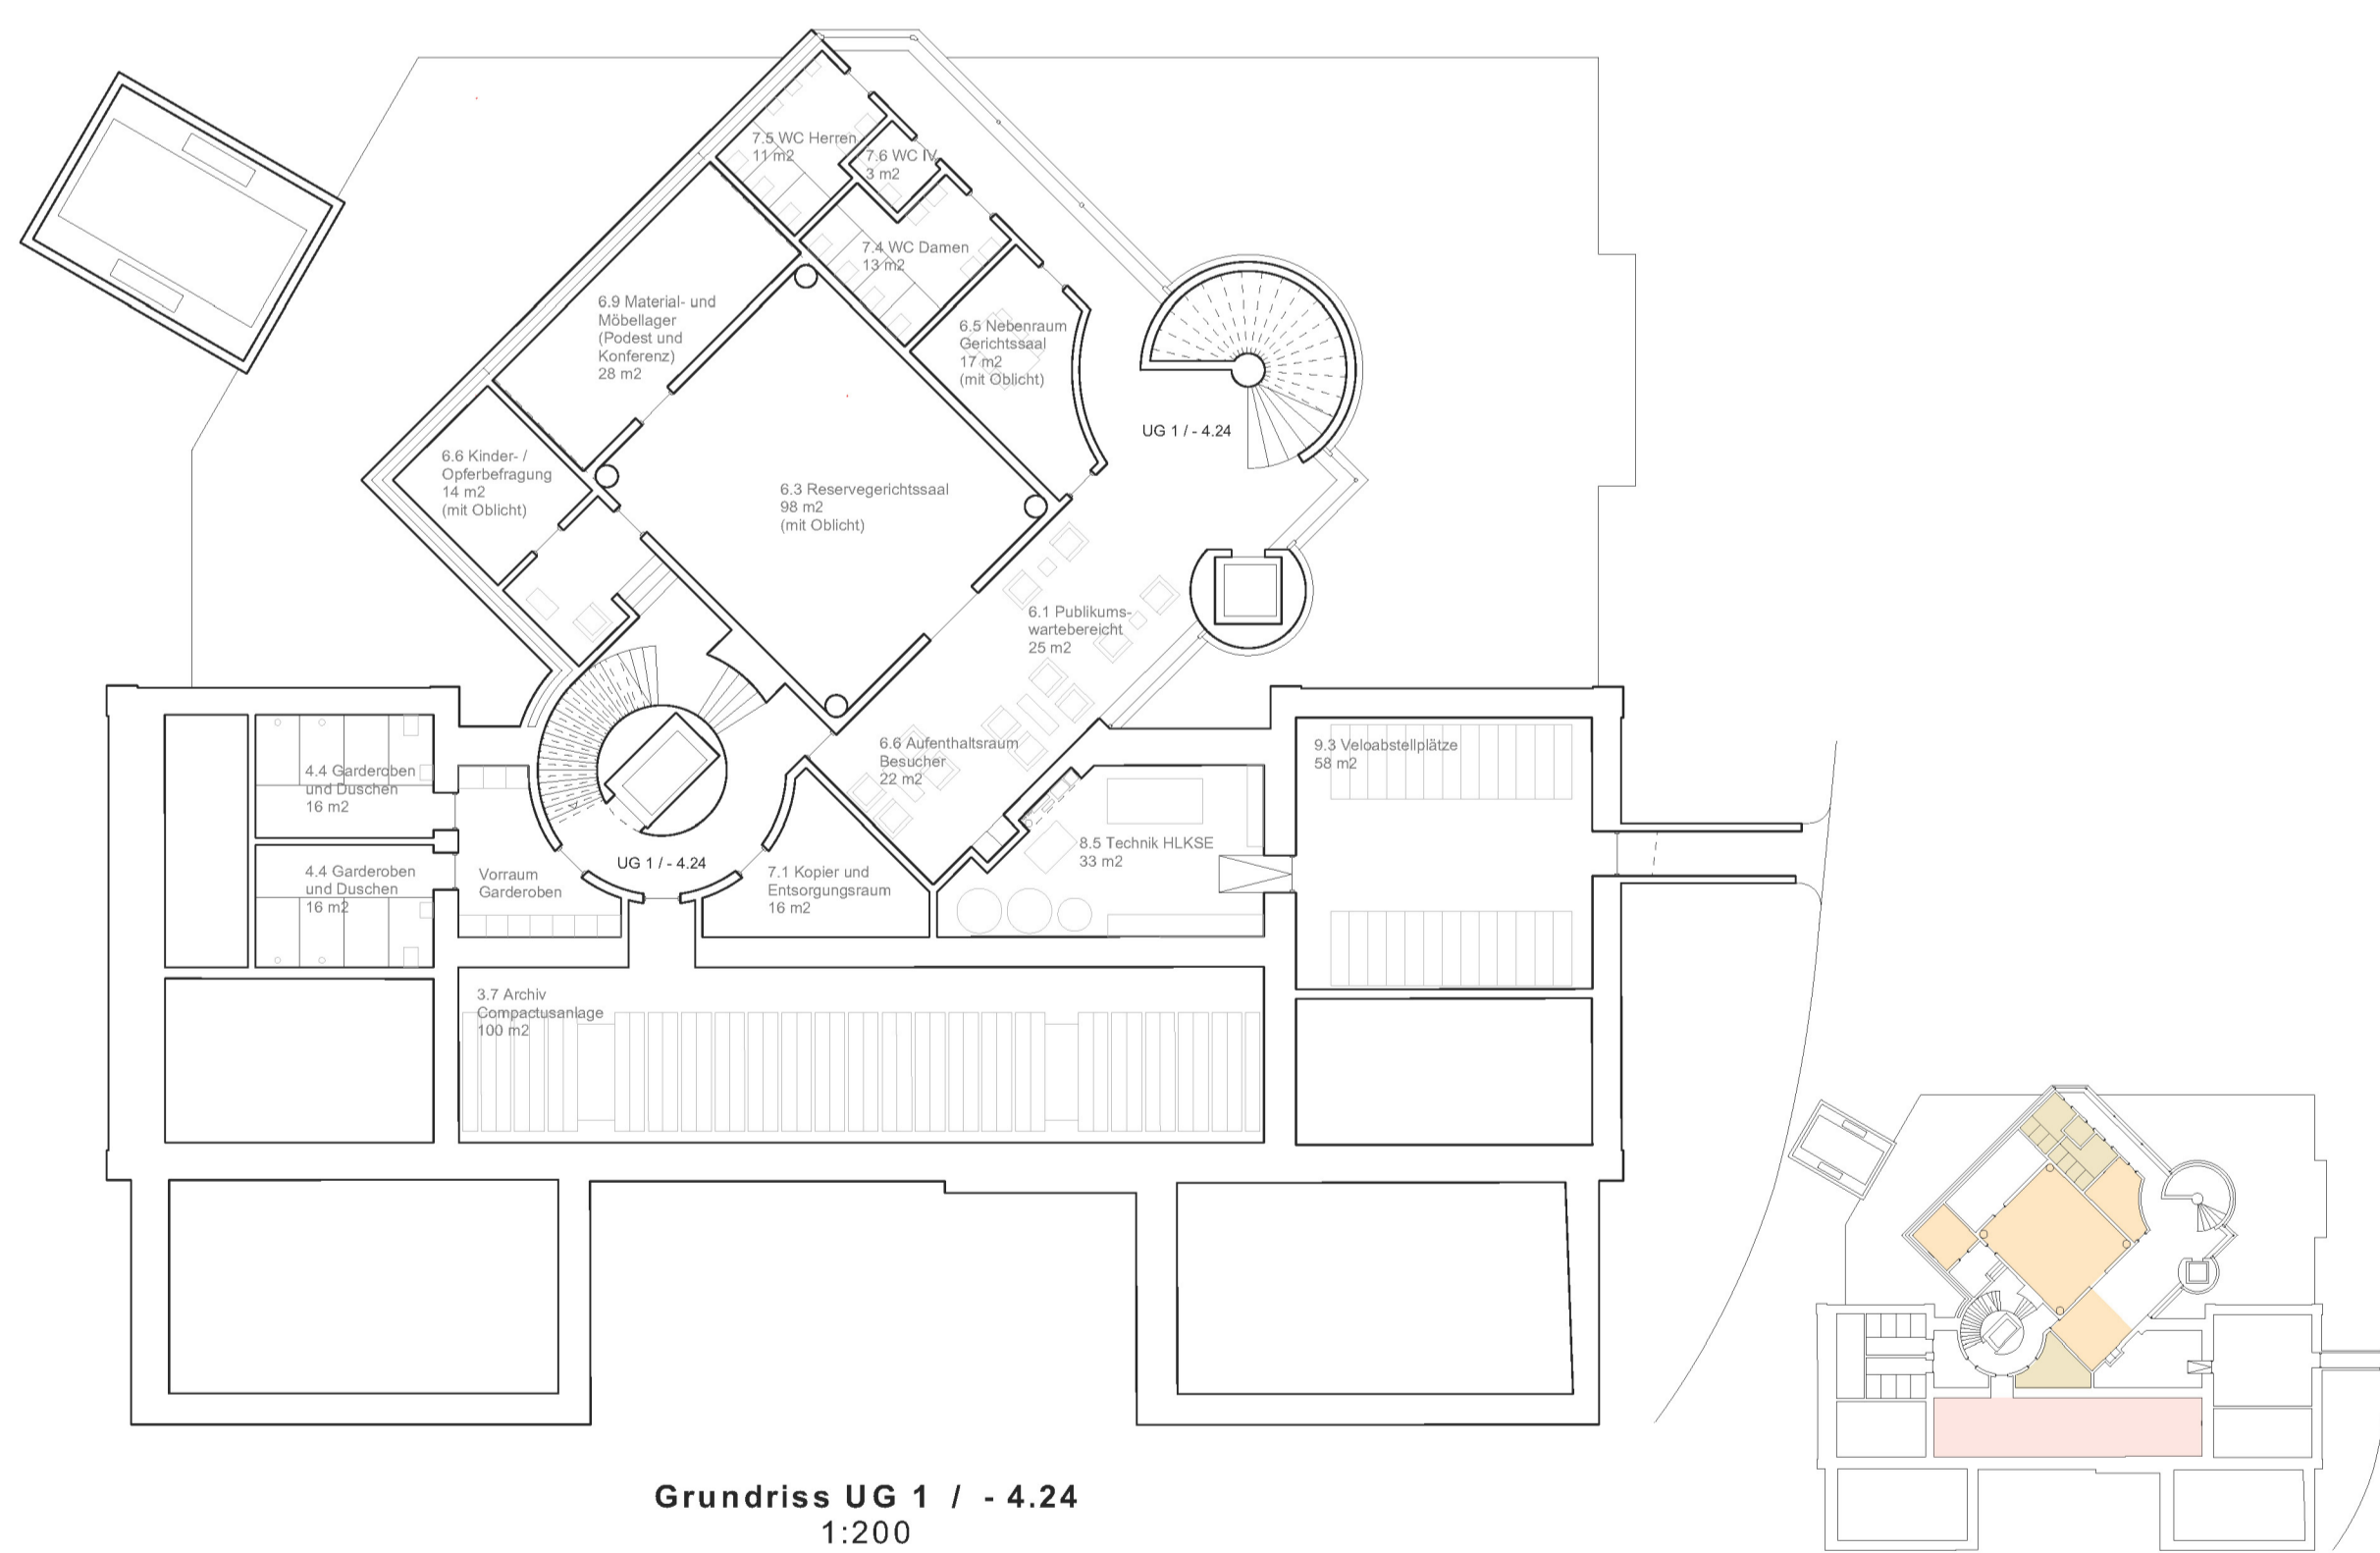 7.5 WC Herren
11 m2
7.6 WC IV
3 m2
7.4 WC Damen
13 m2
6.9 Material- und
Möbellager
(Podest und
Konferenz)
28 m2
6.5 Nebenraum
Gerichtssaal
17 m2
(mit Oblicht)
UG 1 / - 4.24
6.6 Kinder- /
Opferbefragung
14 m2
(mit Oblicht)
6.3 Reservegerichtssaal
98 m2
(mit Oblicht)
6.1 Publikums-
wartebereicht
25 m2
6.6 Aufenthaltsraum
Besucher
22 m2
9.3 Veloabstellplätze
58 m2
4.4 Garderoben
und Duschen
16 m2
8.5 Technik HLKSE
33 m2
UG 1 / - 4.24
4.4 Garderoben
und Duschen
16 m2
Vorraum
Garderoben
7.1 Kopier und
Entsorgungsraum
16 m2
3.7 Archiv
Compactusanlage
100 m2
Grundriss UG 1 / - 4.24
1:200